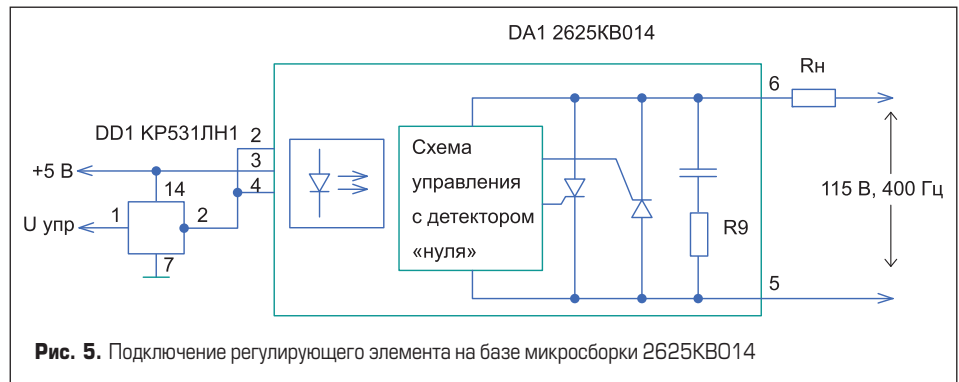 DA1 2625КВ014
6
Rн
DD1 КР531ЛН1
2
3
4
+5 В
14
1
2
U упр
7
Схема
управления
с детектором
«нуля»
R9
115 В, 400 Гц
5
Рис. 5. Подключение регулирующего элемента на базе микросборки 2625КВ014